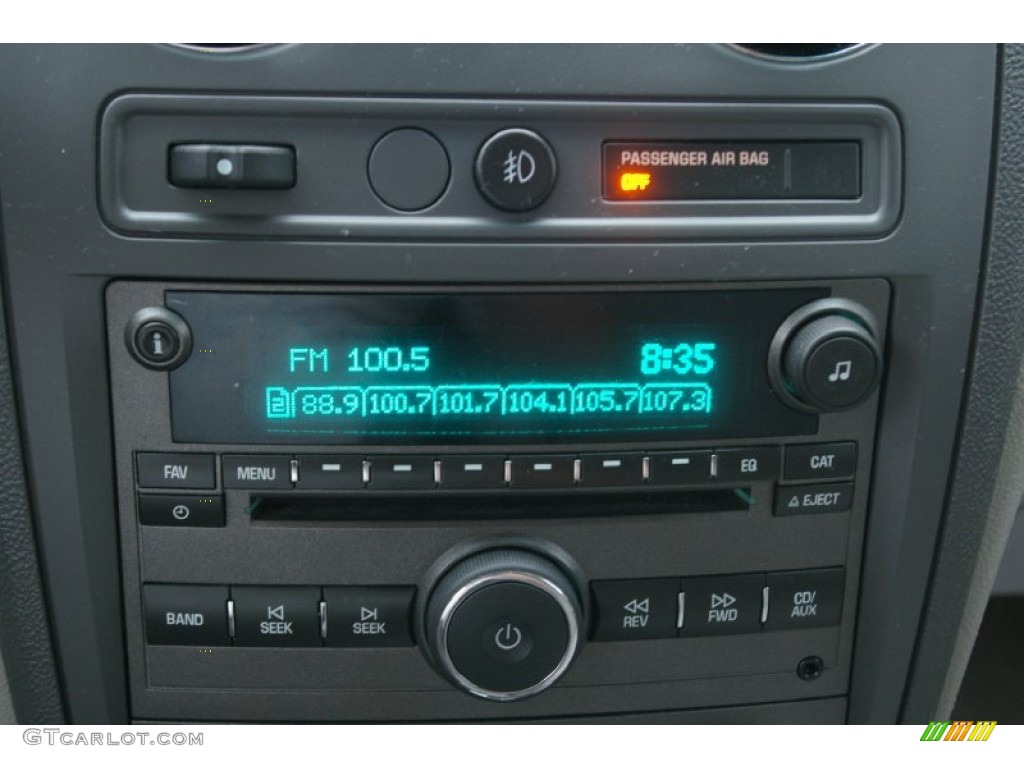 PASSENGER AIR BAG
OFF
i
FM 100.5 8:35
2 88.9 100.7 101.7 104.1 105.7 107.3
FAV MENU EQ CAT
EJECT
BAND SEEK SEEK REV FWD CD/
AUX
GTCARLOT.COM